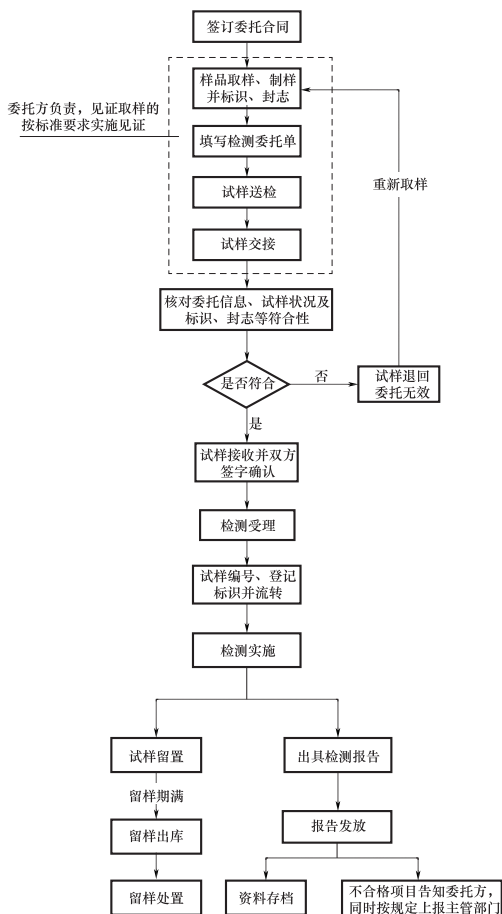 签订委托合同
样品取样、制样
并标识、封志
委托方负责，见证取样的
按标准要求实施见证
填写检测委托单
重新取样
试样送检
试样交接
核对委托信息、试样状况及
标识、封志等符合性
是否符合
否
试样退回
委托无效
是
试样接收并双方
签字确认
检测受理
试样编号、登记
标识并流转
检测实施
试样留置
出具检测报告
留样期满
留样出库
报告发放
留样处置
资料存档
不合格项目告知委托方，
同时按规定上报主管部门